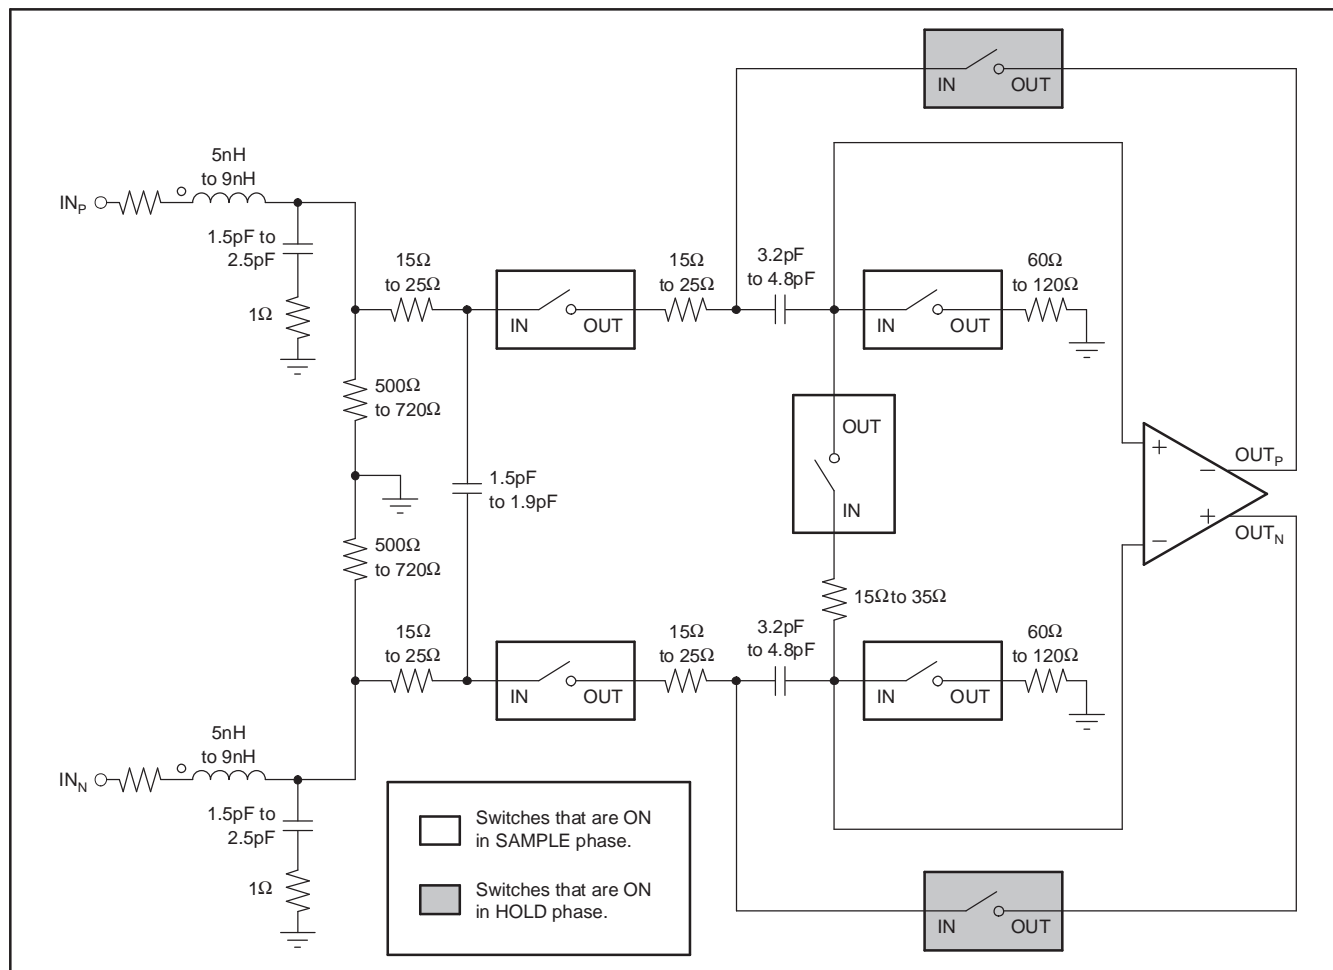 IN OUT
5nH
to 9nH
INP
1.5pF to
2.5pF
1Ω
15Ω
to 25Ω
IN OUT
15Ω
to 25Ω
3.2pF
to 4.8pF
IN OUT
60Ω
to 120Ω
500Ω
to 720Ω
OUT
IN
+
−
OUTP
1.5pF
to 1.9pF
−
+
OUTN
500Ω
to 720Ω
15Ω to 35Ω
15Ω
to 25Ω
IN OUT
15Ω
to 25Ω
3.2pF
to 4.8pF
IN OUT
60Ω
to 120Ω
5nH
to 9nH
INN
1.5pF to
2.5pF
1Ω
Switches that are ON
in SAMPLE phase.
Switches that are ON
in HOLD phase.
IN OUT